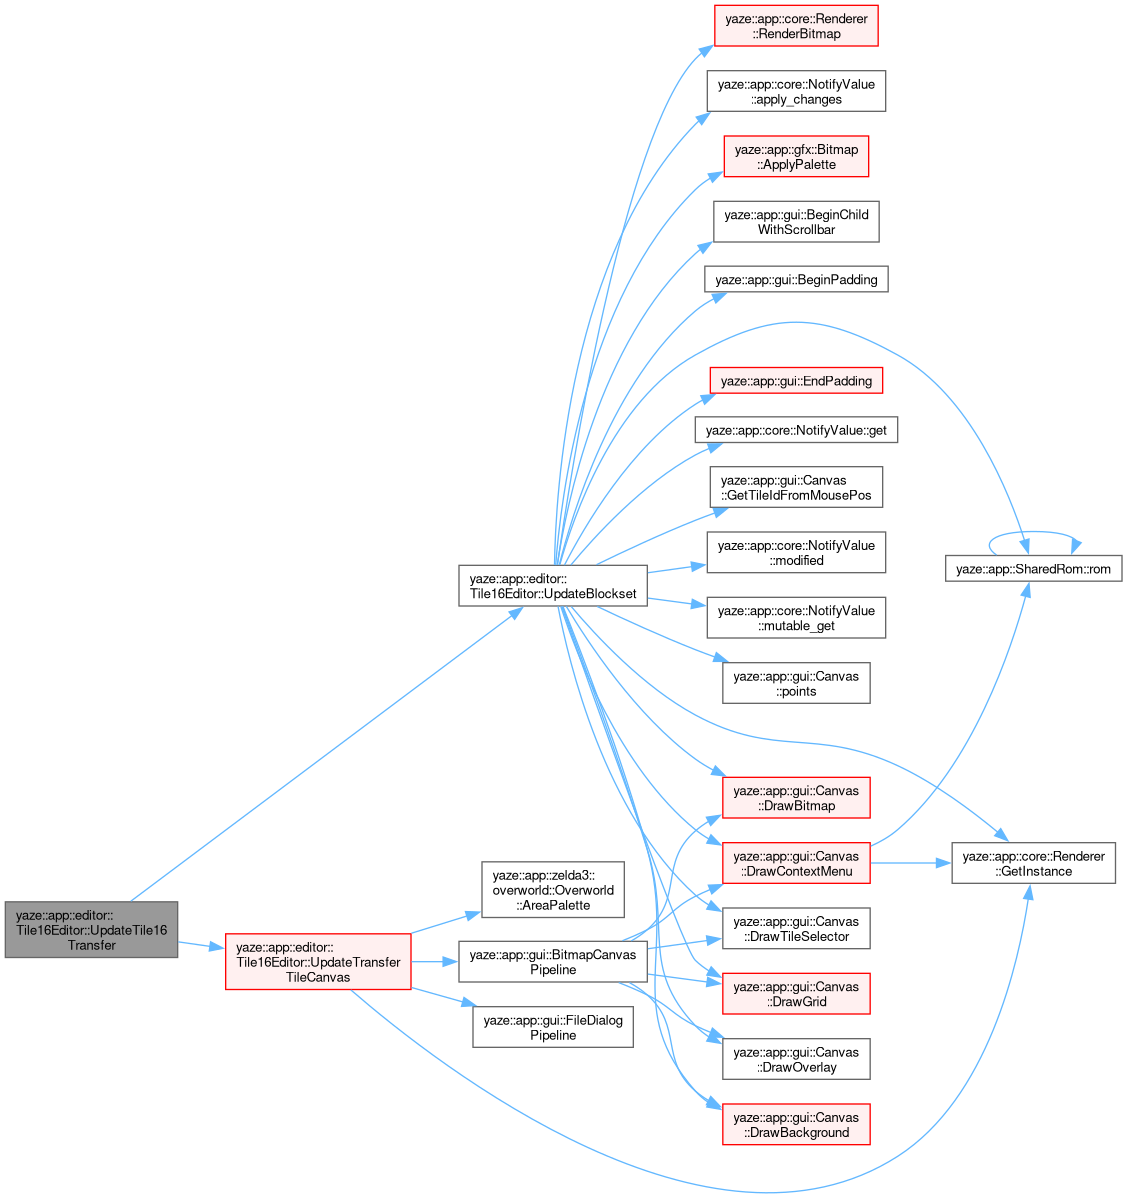 yaze::app::core::Renderer
::RenderBitmap
yaze::app::core::NotifyValue
::apply_changes
yaze::app::gfx::Bitmap
::ApplyPalette
yaze::app::gui::BeginChild
WithScrollbar
yaze::app::gui::BeginPadding
yaze::app::gui::EndPadding
yaze::app::core::NotifyValue::get
yaze::app::gui::Canvas
::GetTileIdFromMousePos
yaze::app::core::NotifyValue
::modified
yaze::app::SharedRom::rom
yaze::app::editor::
Tile16Editor::UpdateBlockset
yaze::app::core::NotifyValue
::mutable_get
yaze::app::gui::Canvas
::points
yaze::app::gui::Canvas
::DrawBitmap
yaze::app::gui::Canvas
::DrawContextMenu
yaze::app::core::Renderer
::GetInstance
yaze::app::zelda3::
overworld::Overworld
::AreaPalette
yaze::app::gui::Canvas
::DrawTileSelector
yaze::app::editor::
Tile16Editor::UpdateTile16
Transfer
yaze::app::editor::
Tile16Editor::UpdateTransfer
TileCanvas
yaze::app::gui::BitmapCanvas
Pipeline
yaze::app::gui::Canvas
::DrawGrid
yaze::app::gui::FileDialog
Pipeline
yaze::app::gui::Canvas
::DrawOverlay
yaze::app::gui::Canvas
::DrawBackground